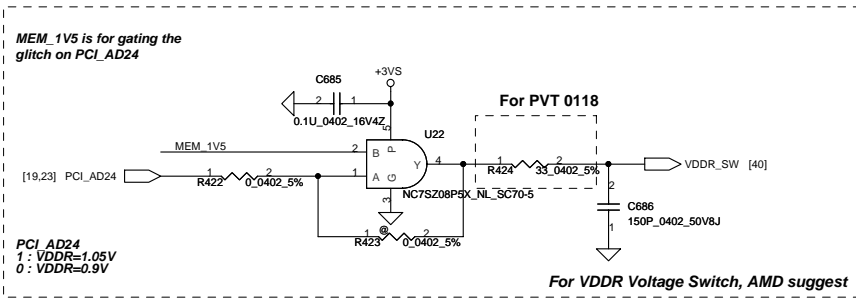 MEM_1V5 is for gating the
glitch on PCI_AD24
+3VS
C685
2
1
0.1U_0402_16V4Z
For PVT 0118
5
U22
MEM_1V5
2
B
P
Y
4
1
R424
2
33_0402_5%
VDDR_SW [40]
[19,23] PCI_AD24
1
R422
2
0_0402_5%
1
A
G
3
NC7SZ08P5X_NL_SC70-5
2
C686
150P_0402_50V8J
1
@
1
R423
2
0_0402_5%
PCI_AD24
1 : VDDR=1.05V
0 : VDDR=0.9V
For VDDR Voltage Switch, AMD suggest